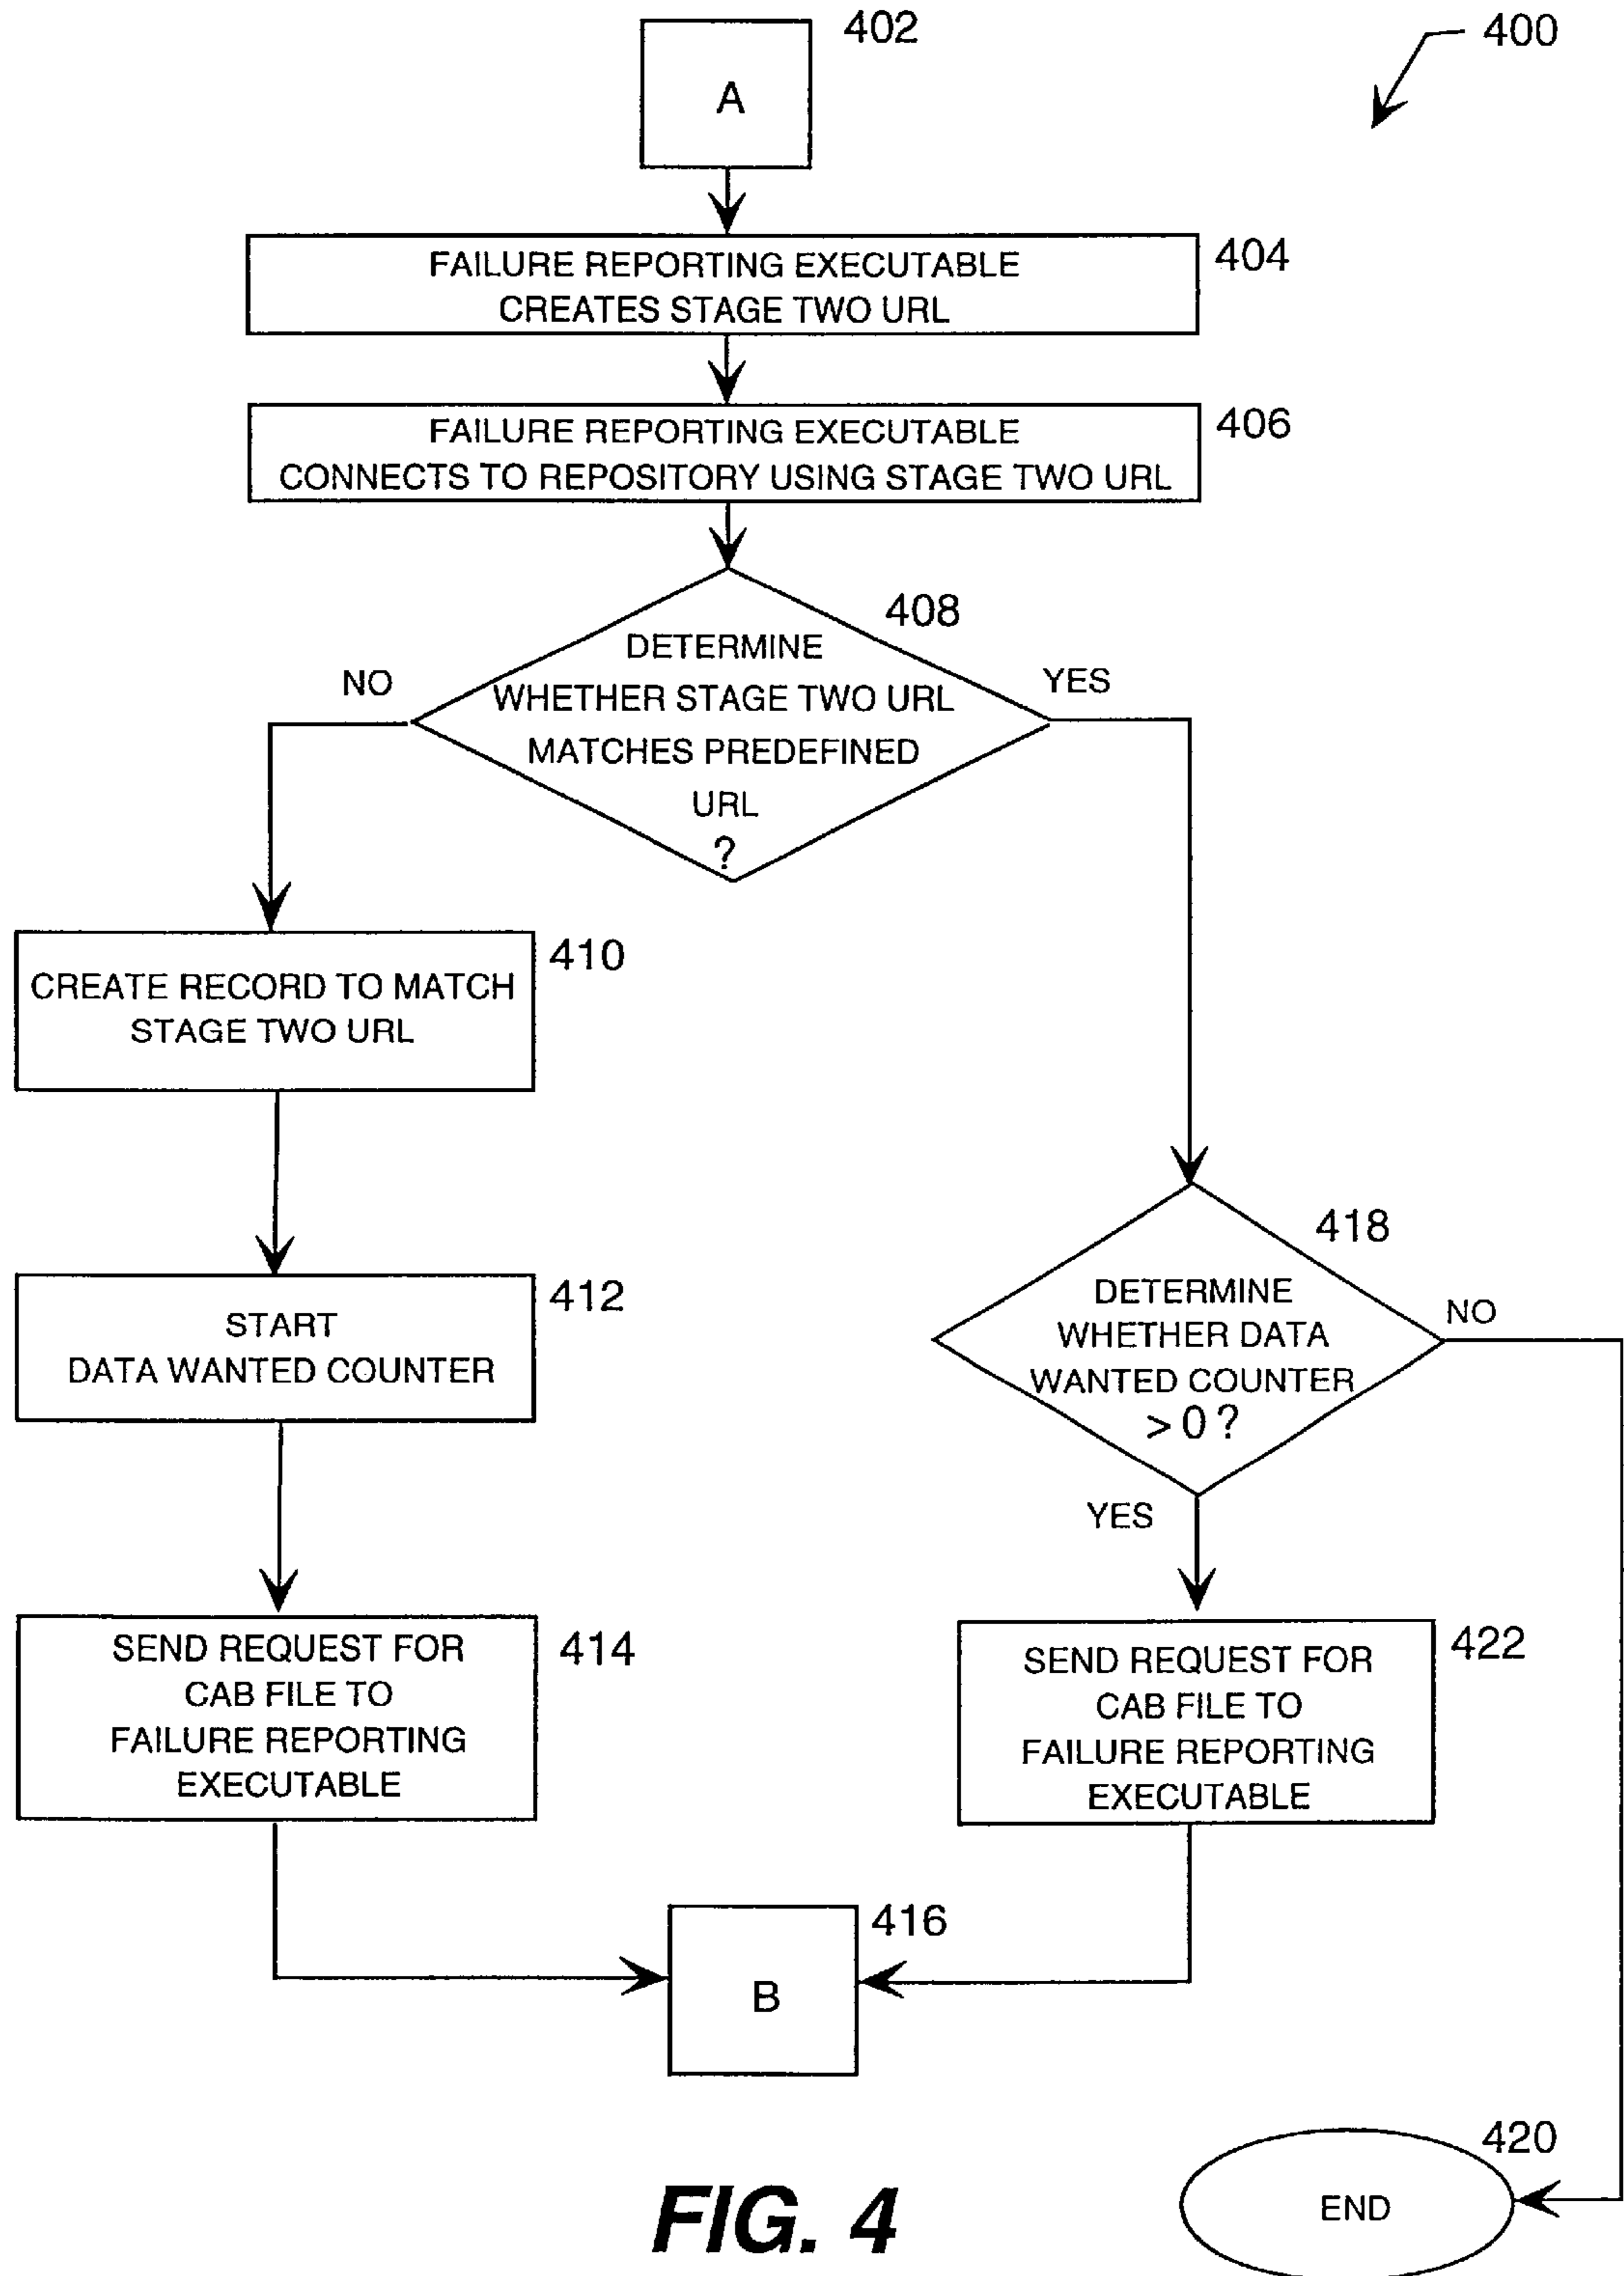 402
400
A
FAILURE REPORTING EXECUTABLE
CREATES STAGE TWO URL
404
FAILURE REPORTING EXECUTABLE
CONNECTS TO REPOSITORY USING STAGE TWO URL
406
408
DETERMINE
WHETHER STAGE TWO URL
MATCHES PREDEFINED
URL
?
NO
YES
CREATE RECORD TO MATCH
STAGE TWO URL
410
START
DATA WANTED COUNTER
412
418
DETERMINE
WHETHER DATA
WANTED COUNTER
> 0 ?
NO
YES
SEND REQUEST FOR
CAB FILE TO
FAILURE REPORTING
EXECUTABLE
414
SEND REQUEST FOR
CAB FILE TO
FAILURE REPORTING
EXECUTABLE
422
416
B
420
END
FIG. 4